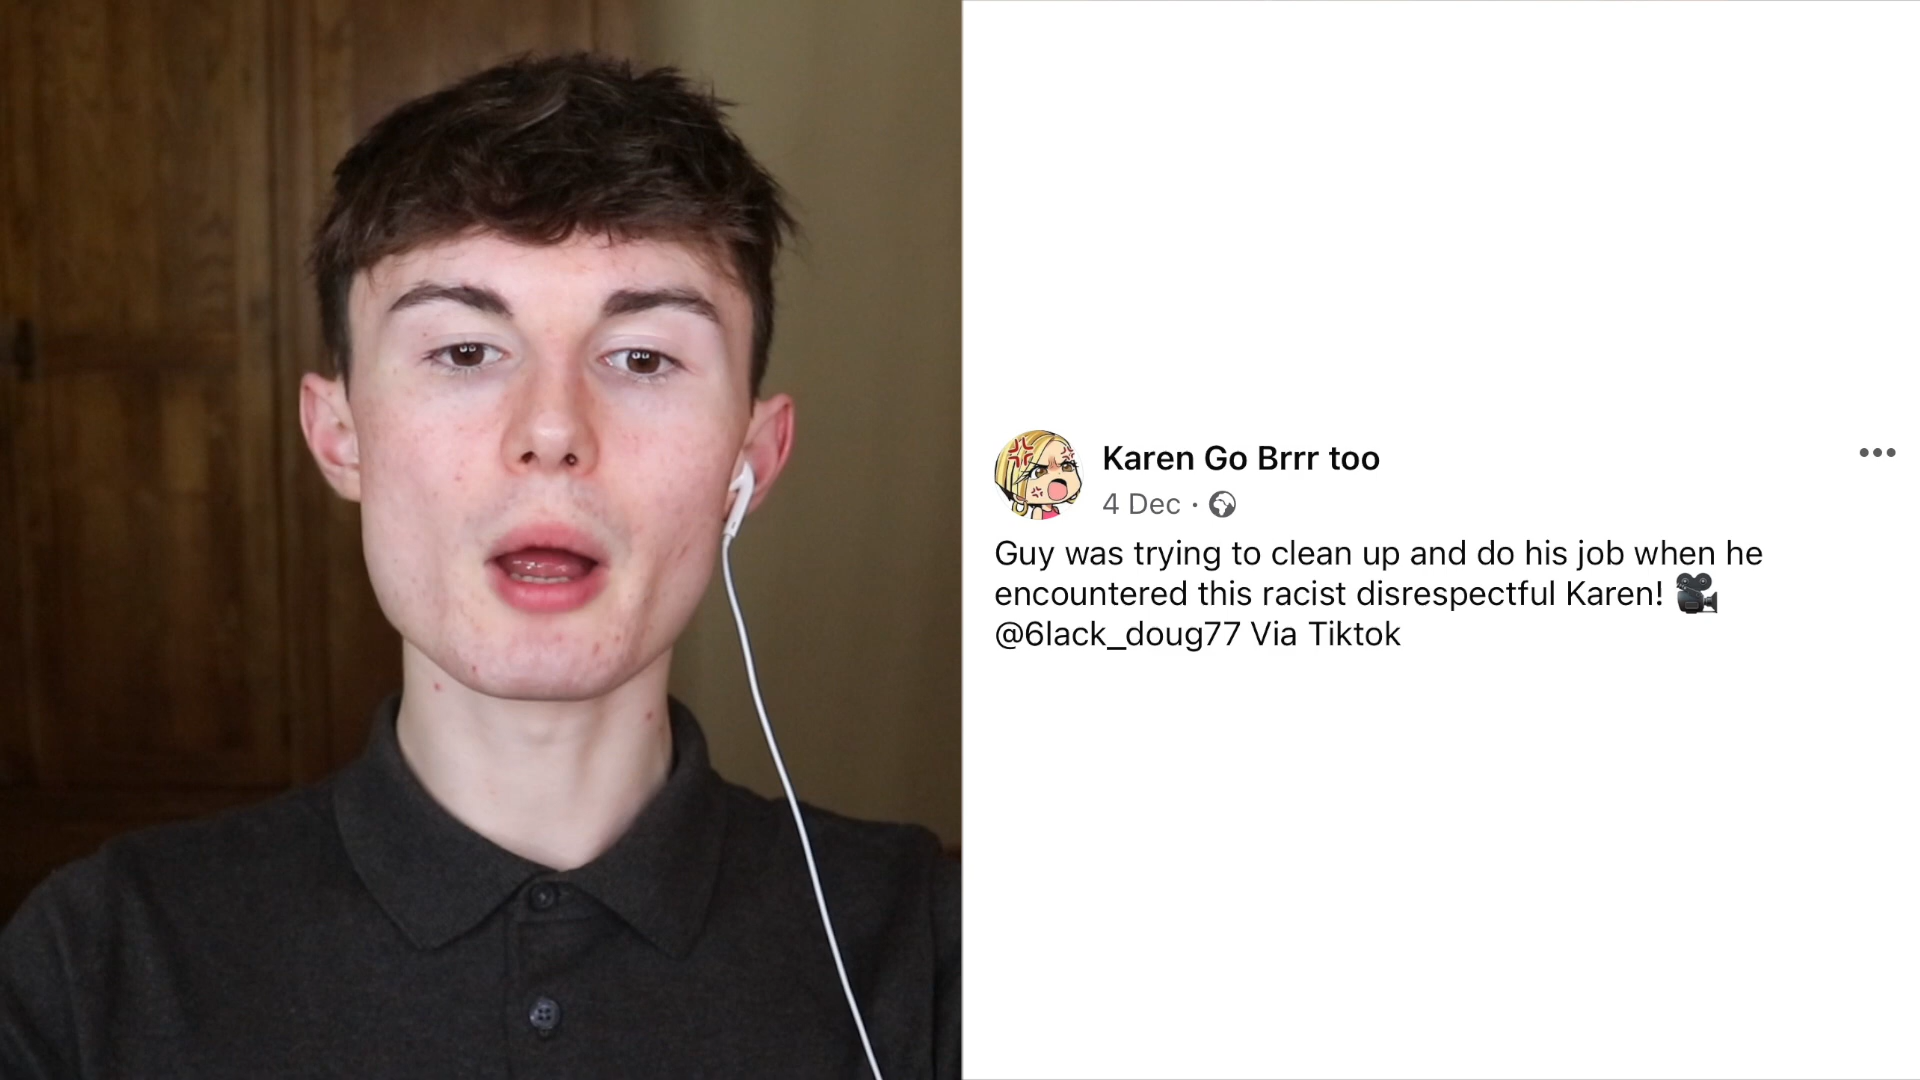 Karen Go Brrr too
4 Dec ·
Guy was trying to clean up and do his job when he
encountered this racist disrespectful Karen! 🎥
@6lack_doug77 Via Tiktok